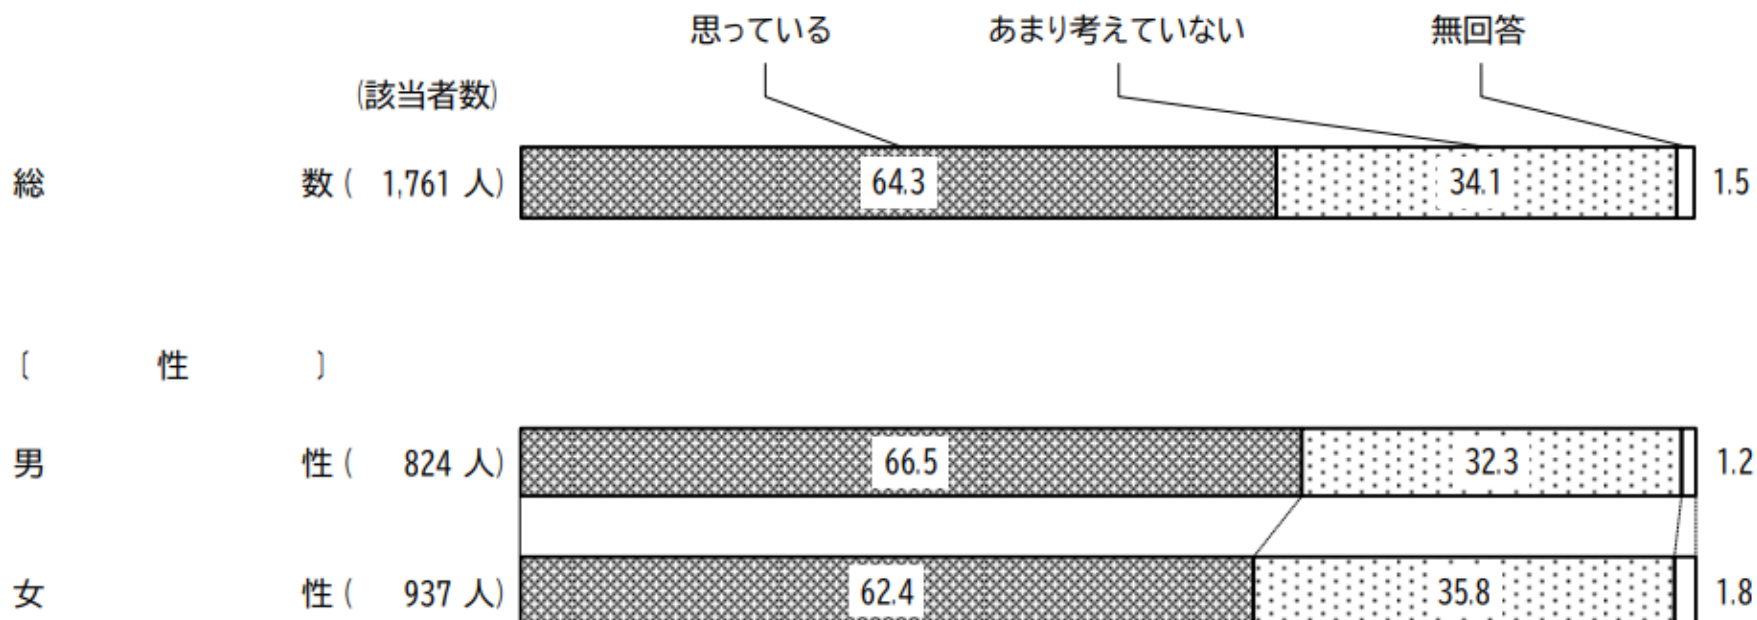 思っている あまり考えていない 無回答
(該当者数)
総数 ( 1,761 人) 64.3 34.1 1.5
〔 性 〕
男性 ( 824 人) 66.5 32.3 1.2
女性 ( 937 人) 62.4 35.8 1.8